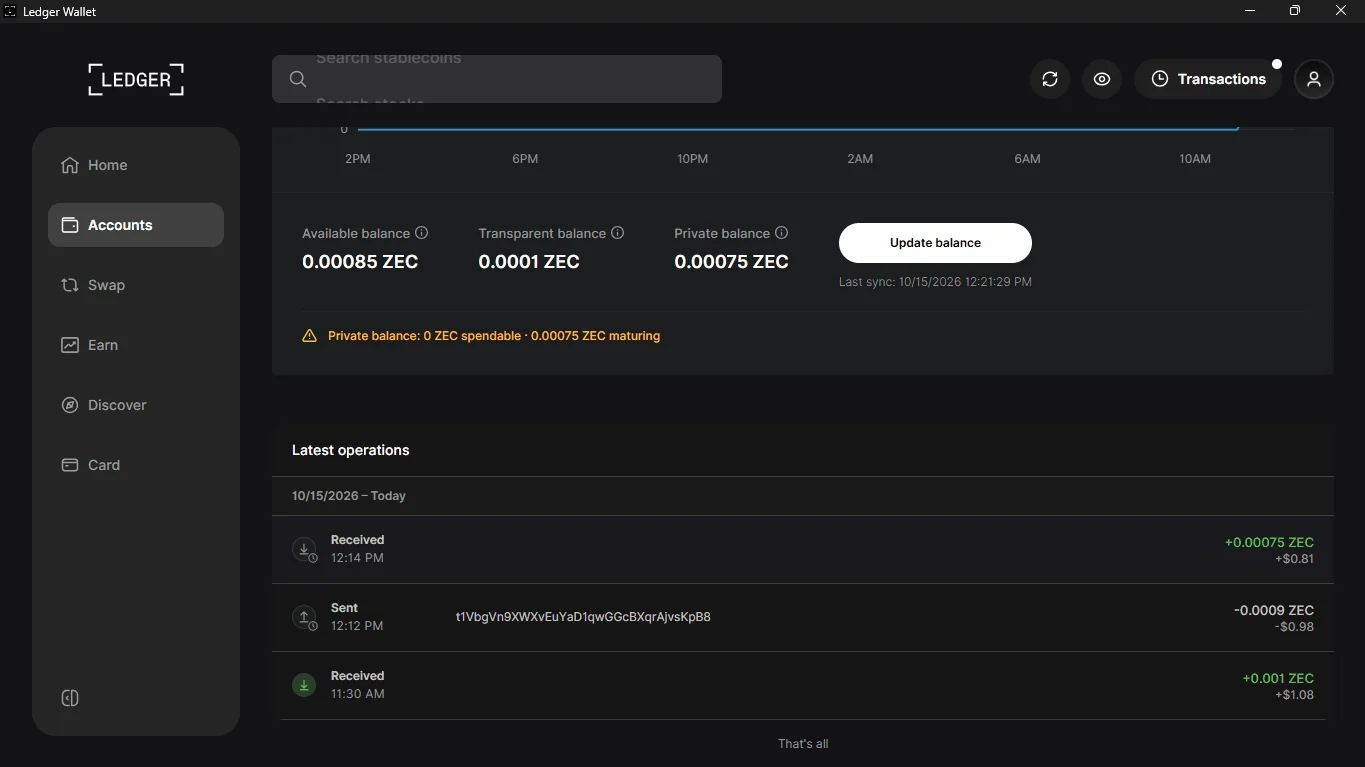 Ledger Wallet
LEDGER
Search stablecoins
Search stocks
Transactions
Home
Accounts
Swap
Earn
Discover
Card
0
2PM 6PM 10PM 2AM 6AM 10AM
Available balance Transparent balance Private balance
0.00085 ZEC 0.0001 ZEC 0.00075 ZEC
Update balance
Last sync: 10/15/2026 12:21:29 PM
Private balance: 0 ZEC spendable · 0.00075 ZEC maturing
Latest operations
10/15/2026 – Today
Received +0.00075 ZEC
12:14 PM +$0.81
Sent t1VbgVn9XWXvEuYaD1qwGGcBXqrAjvsKpB8 -0.0009 ZEC
12:12 PM -$0.98
Received +0.001 ZEC
11:30 AM +$1.08
That's all